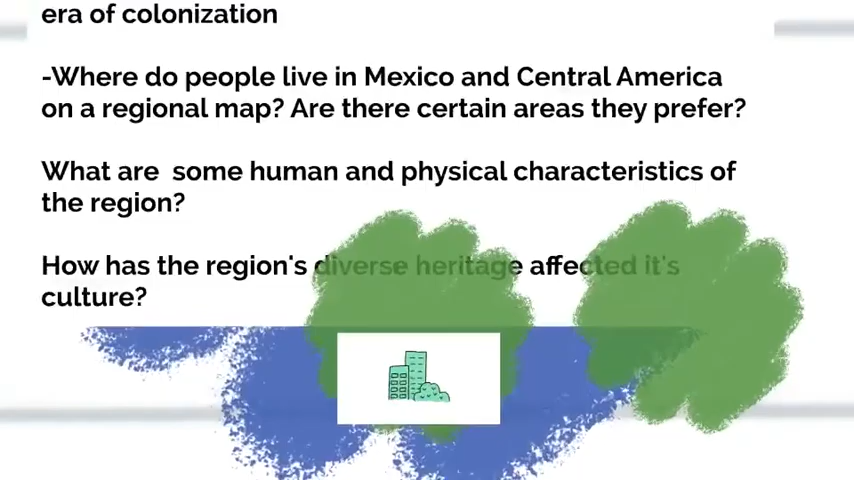 era of colonization
-Where do people live in Mexico and Central America
on a regional map? Are there certain areas they prefer?
What are some human and physical characteristics of
the region?
How has the region's diverse heritage affected it's
culture?